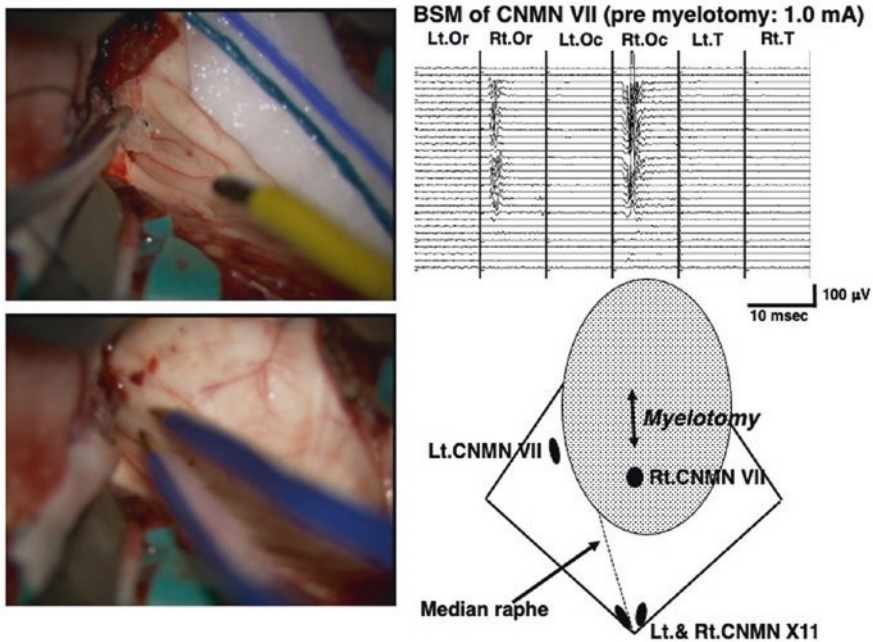 BSM of CNMN VII (pre myelotomy: 1.0 mA)
Lt.Or Rt.Or Lt.Oc Rt.Oc Lt.T Rt.T
100 µV
10 msec
Myelotomy
Lt.CNMN VII
Rt.CNMN VII
Median raphe
Lt.& Rt.CNMN X11